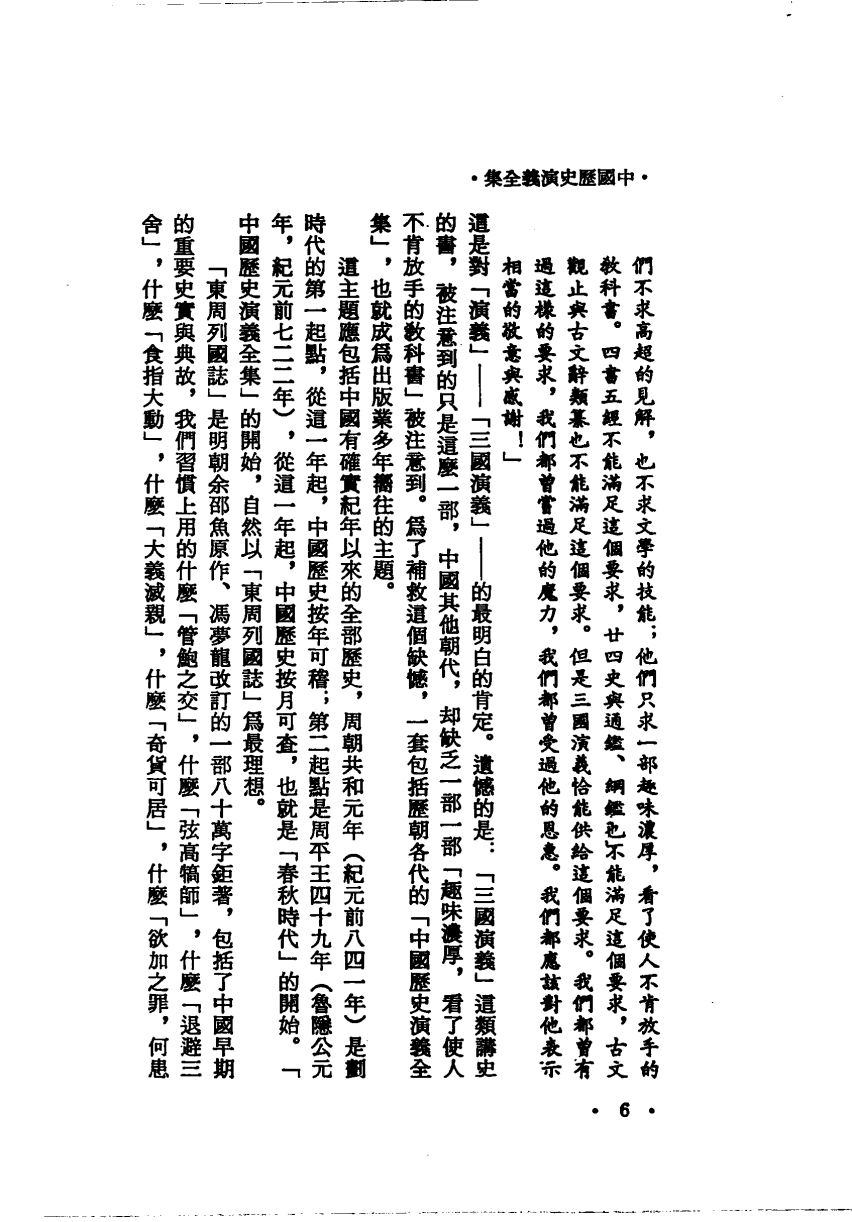 •中國歷史演義全集•
們不求高超的見解，也不求文學的技能；他們只求一部趣味濃厚，看了使人不肯放手的
敎科書。四書五經不能滿足這個要求，廿四史與通鑑、綱鑑也不能滿足這個要求，古文
觀止與古文辭類纂也不能滿足這個要求。但是三國演義恰能供給這個要求。我們都曾有
過這樣的要求，我們都曾嘗過他的魔力，我們都曾受過他的恩惠。我們都應該對他表示
相當的敬意與感謝！」
這是對「演義」——「三國演義」——的最明白的肯定。遺憾的是：「三國演義」這類講史
的書，被注意到的只是這麼一部，中國其他朝代，却缺乏一部一部「趣味濃厚，看了使人
不肯放手的敎科書」被注意到。爲了補救這個缺憾，一套包括歷朝各代的「中國歷史演義全
集」，也就成爲出版業多年嚮往的主題。
這主題應包括中國有確實紀年以來的全部歷史，周朝共和元年（紀元前八四一年）是劃
時代的第一起點，從這一年起，中國歷史按年可稽；第二起點是周平王四十九年（魯隱公元
年，紀元前七二二年），從這一年起，中國歷史按月可查，也就是「春秋時代」的開始。「
中國歷史演義全集」的開始，自然以「東周列國誌」爲最理想。
「東周列國誌」是明朝余邵魚原作、馮夢龍改訂的一部八十萬字鉅著，包括了中國早期
的重要史實與典故，我們習慣上用的什麼「管鮑之交」，什麼「弦高犒師」，什麼「退避三
舍」，什麼「食指大動」，什麼「大義滅親」，什麼「奇貨可居」，什麼「欲加之罪，何患
•6•